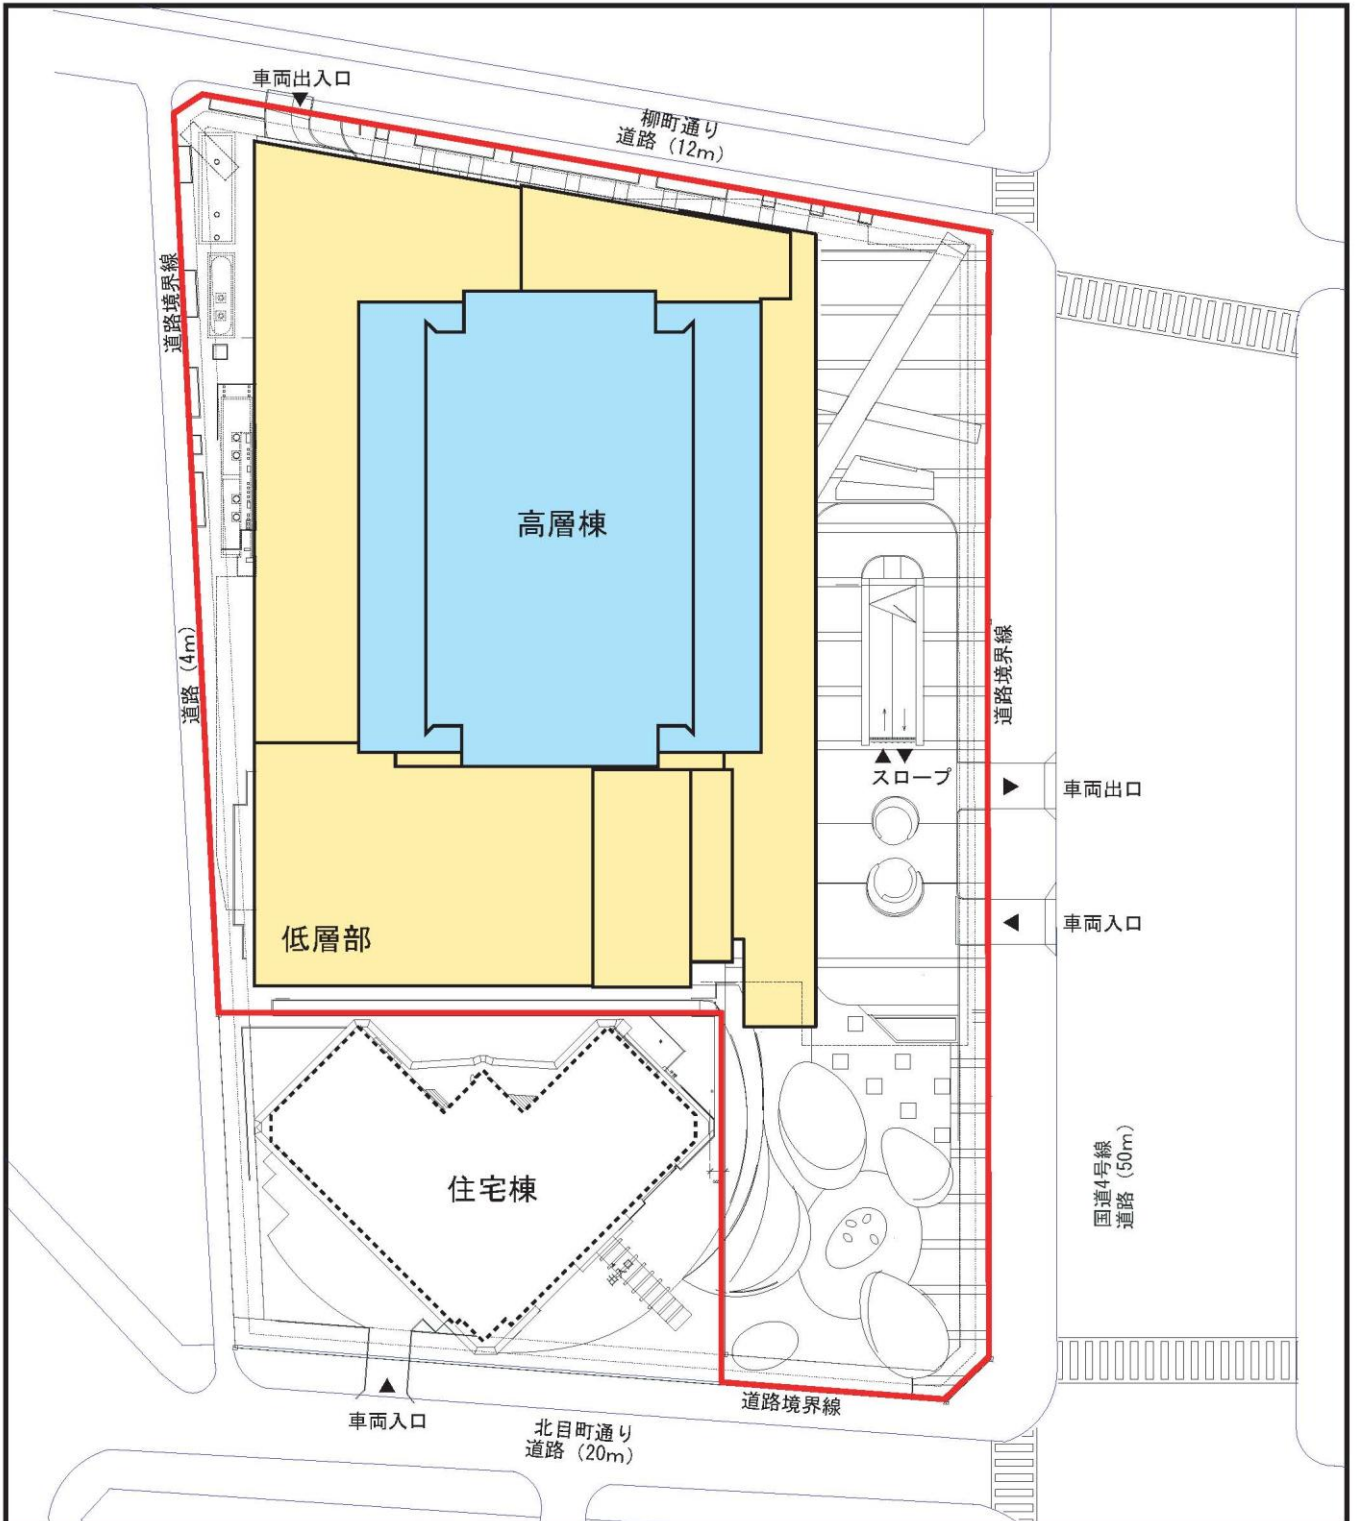 車両出入口
柳町通り
道路（12m）
道路境界線
高層棟
道路（4m）
道路境界線
スロープ
車両出口
車両入口
低層部
住宅棟
出入口
国道4号線
道路（50m）
車両入口
道路境界線
北目町通り
道路（20m）